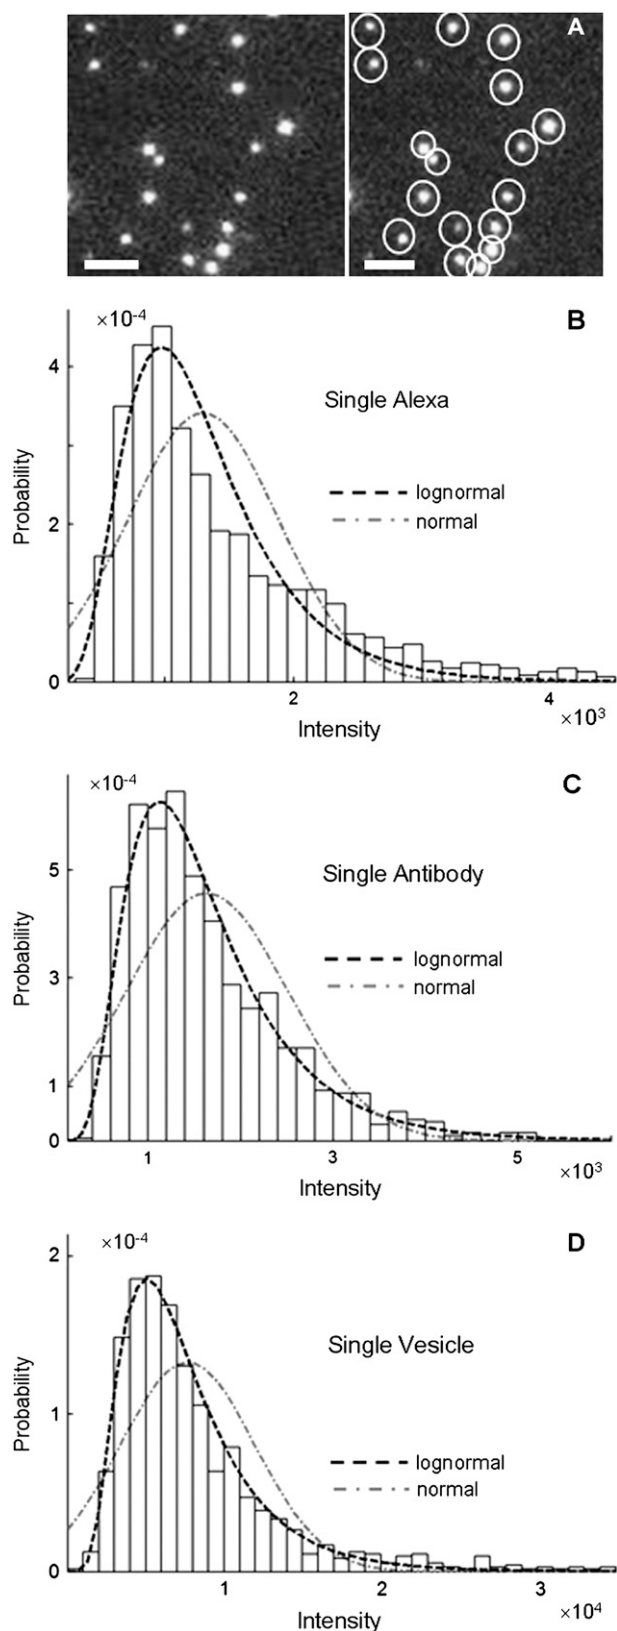 A
×10-4
B
4
Single Alexa
lognormal
normal
2
0
Probability
2
4
×10³
Intensity
×10-4
C
5
Single Antibody
lognormal
normal
3
1
0
Probability
1
3
5
×10³
Intensity
×10-4
D
2
Single Vesicle
1
lognormal
normal
0
Probability
1
2
3
×10⁴
Intensity